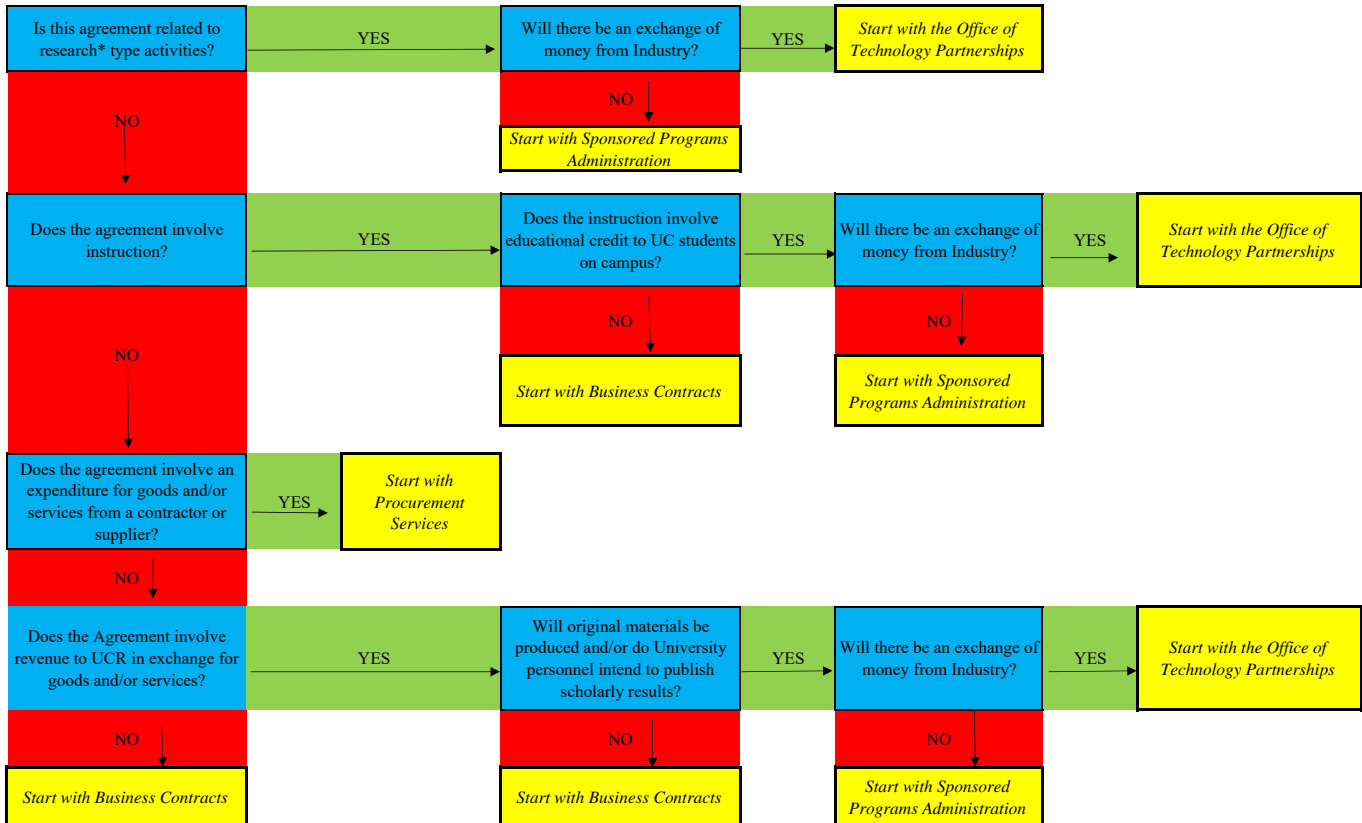 Is this agreement related to
research* type activities?
YES
Will there be an exchange of
money from Industry?
YES
Start with the Office of
Technology Partnerships
NO
NO
Start with Sponsored Programs
Administration
Does the agreement involve
instruction?
YES
Does the instruction involve
educational credit to UC students
on campus?
YES
Will there be an exchange of
money from Industry?
YES
Start with the Office of
Technology Partnerships
NO
NO
NO
Start with Business Contracts
Start with Sponsored
Programs Administration
Does the agreement involve an
expenditure for goods and/or
services from a contractor or
supplier?
YES
Start with
Procurement
Services
NO
Does the Agreement involve
revenue to UCR in exchange for
goods and/or services?
YES
Will original materials be
produced and/or do University
personnel intend to publish
scholarly results?
YES
Will there be an exchange of
money from Industry?
YES
Start with the Office of
Technology Partnerships
NO
NO
NO
Start with Business Contracts
Start with Business Contracts
Start with Sponsored
Programs Administration